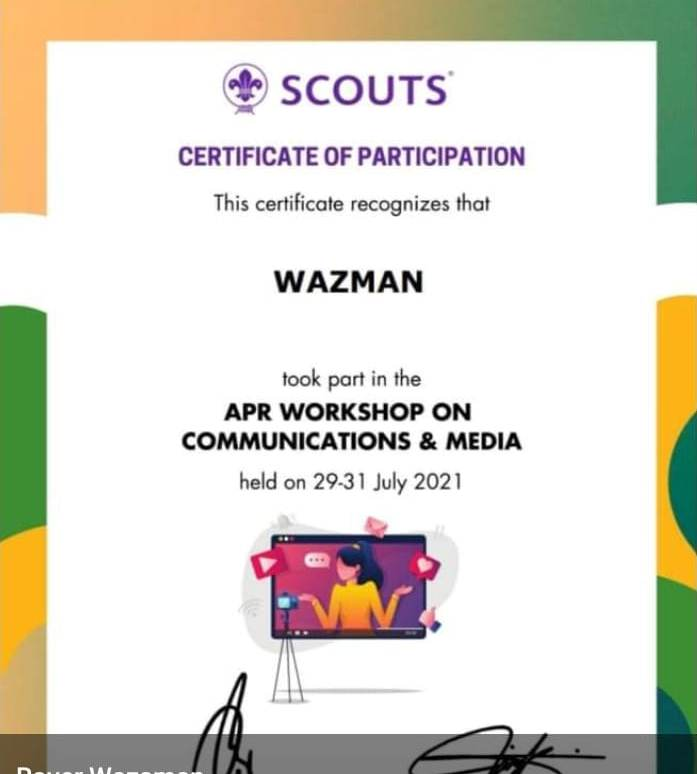 SCOUTS®
CERTIFICATE OF PARTICIPATION
This certificate recognizes that
WAZMAN
took part in the
APR WORKSHOP ON
COMMUNICATIONS & MEDIA
held on 29-31 July 2021